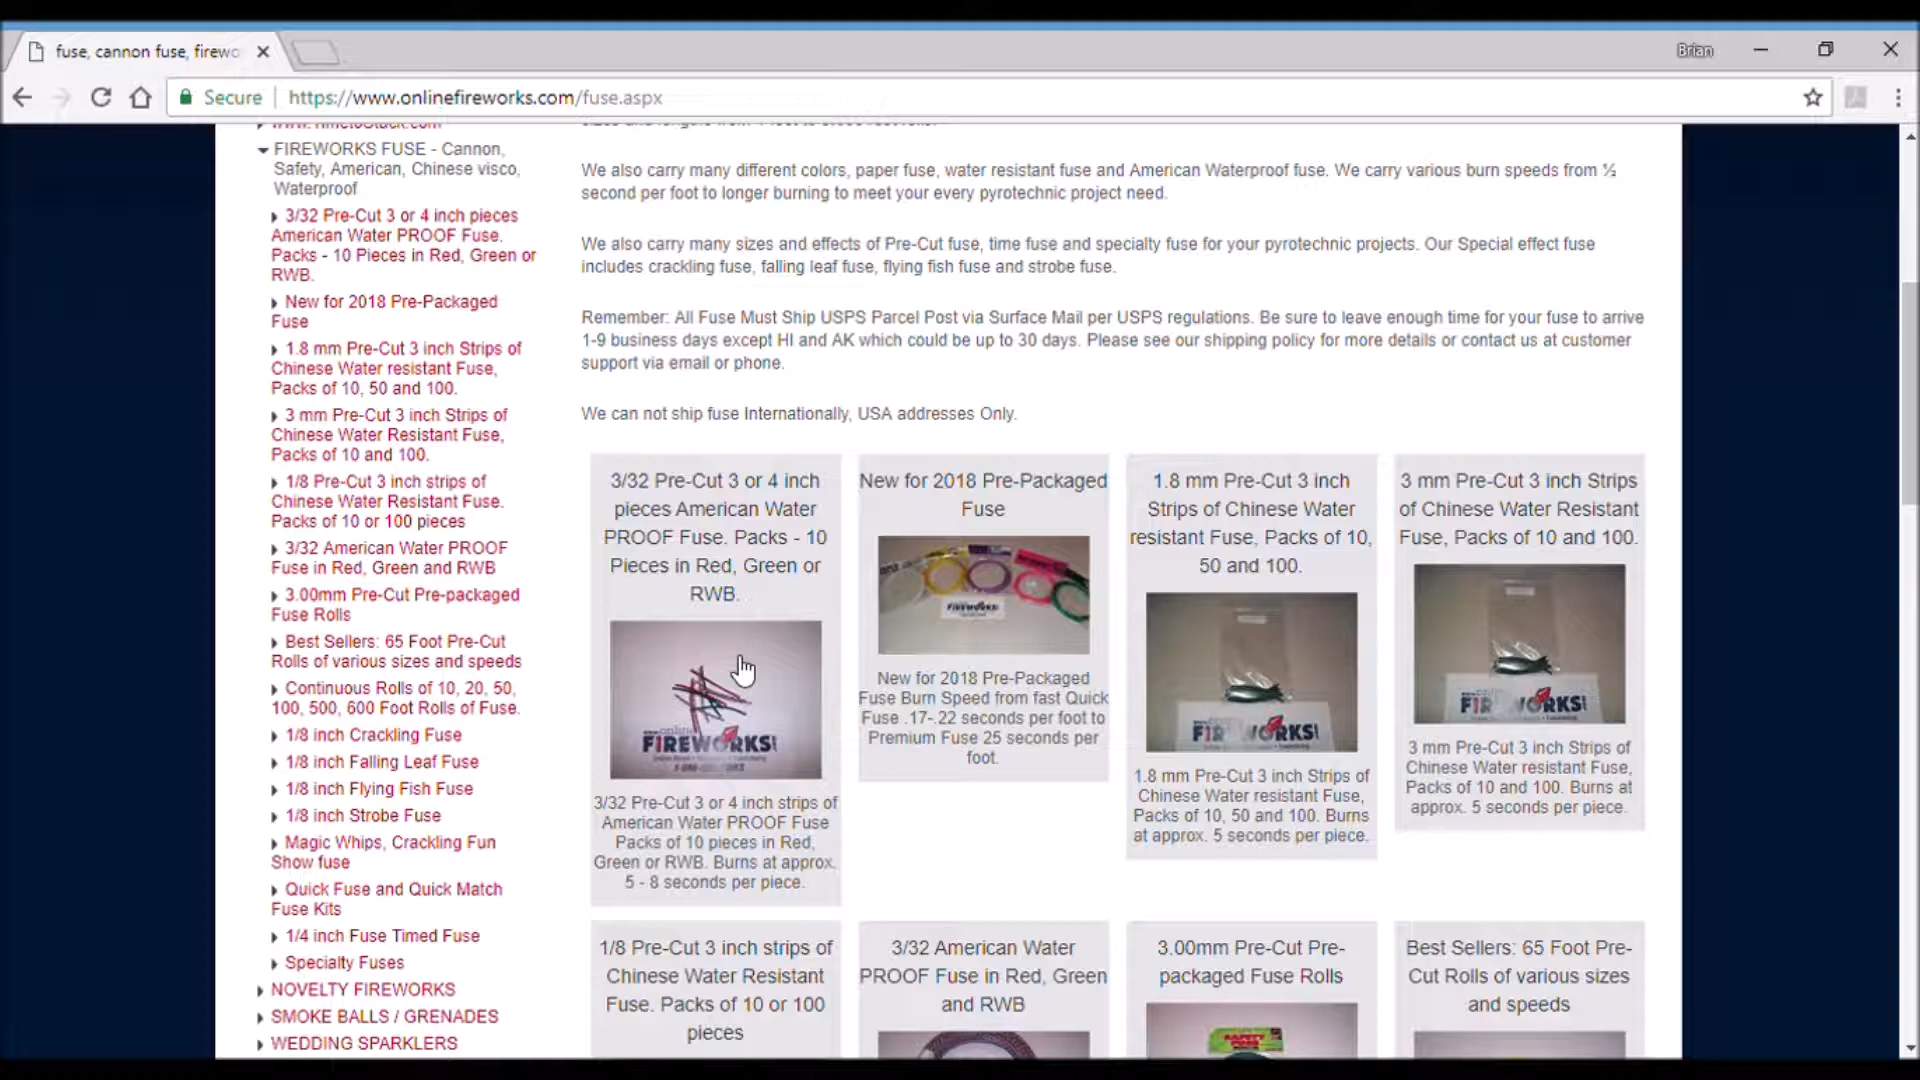 fuse, cannon fuse, firewo
Brian
Secure
https://www.onlinefireworks.com/fuse.aspx
FIREWORKS FUSE - Cannon,
Safety, American, Chinese visco,
Waterproof
3/32 Pre-Cut 3 or 4 inch pieces
American Water PROOF Fuse.
Packs - 10 Pieces in Red, Green or
RWB.
New for 2018 Pre-Packaged
Fuse
1.8 mm Pre-Cut 3 inch Strips of
Chinese Water resistant Fuse,
Packs of 10, 50 and 100.
3 mm Pre-Cut 3 inch Strips of
Chinese Water Resistant Fuse,
Packs of 10 and 100.
1/8 Pre-Cut 3 inch strips of
Chinese Water Resistant Fuse.
Packs of 10 or 100 pieces
3/32 American Water PROOF
Fuse in Red, Green and RWB
3.00mm Pre-Cut Pre-packaged
Fuse Rolls
Best Sellers: 65 Foot Pre-Cut
Rolls of various sizes and speeds
Continuous Rolls of 10, 20, 50,
100, 500, 600 Foot Rolls of Fuse.
1/8 inch Crackling Fuse
1/8 inch Falling Leaf Fuse
1/8 inch Flying Fish Fuse
1/8 inch Strobe Fuse
Magic Whips, Crackling Fun
Show fuse
Quick Fuse and Quick Match
Fuse Kits
1/4 inch Fuse Timed Fuse
Specialty Fuses
NOVELTY FIREWORKS
SMOKE BALLS / GRENADES
WEDDING SPARKLERS
We also carry many different colors, paper fuse, water resistant fuse and American Waterproof fuse. We carry various burn speeds from ½
second per foot to longer burning to meet your every pyrotechnic project need.
We also carry many sizes and effects of Pre-Cut fuse, time fuse and specialty fuse for your pyrotechnic projects. Our Special effect fuse
includes crackling fuse, falling leaf fuse, flying fish fuse and strobe fuse.
Remember: All Fuse Must Ship USPS Parcel Post via Surface Mail per USPS regulations. Be sure to leave enough time for your fuse to arrive
1-9 business days except HI and AK which could be up to 30 days. Please see our shipping policy for more details or contact us at customer
support via email or phone.
We can not ship fuse Internationally, USA addresses Only.
3/32 Pre-Cut 3 or 4 inch
pieces American Water
PROOF Fuse. Packs - 10
Pieces in Red, Green or
RWB.
FIREWORKS!
3/32 Pre-Cut 3 or 4 inch strips of
American Water PROOF Fuse
Packs of 10 pieces in Red,
Green or RWB. Burns at approx.
5 - 8 seconds per piece.
New for 2018 Pre-Packaged
Fuse
FIREWORKS!
New for 2018 Pre-Packaged
Fuse Burn Speed from fast Quick
Fuse .17-.22 seconds per foot to
Premium Fuse 25 seconds per
foot.
1.8 mm Pre-Cut 3 inch
Strips of Chinese Water
resistant Fuse, Packs of 10,
50 and 100.
FIREWORKS!
1.8 mm Pre-Cut 3 inch Strips of
Chinese Water resistant Fuse,
Packs of 10, 50 and 100. Burns
at approx. 5 seconds per piece.
3 mm Pre-Cut 3 inch Strips
of Chinese Water Resistant
Fuse, Packs of 10 and 100.
FIREWORKS!
3 mm Pre-Cut 3 inch Strips of
Chinese Water resistant Fuse,
Packs of 10 and 100. Burns at
approx. 5 seconds per piece.
1/8 Pre-Cut 3 inch strips of
Chinese Water Resistant
Fuse. Packs of 10 or 100
pieces
3/32 American Water
PROOF Fuse in Red, Green
and RWB
3.00mm Pre-Cut Pre-
packaged Fuse Rolls
SAFETY
FUSE
Best Sellers: 65 Foot Pre-
Cut Rolls of various sizes
and speeds